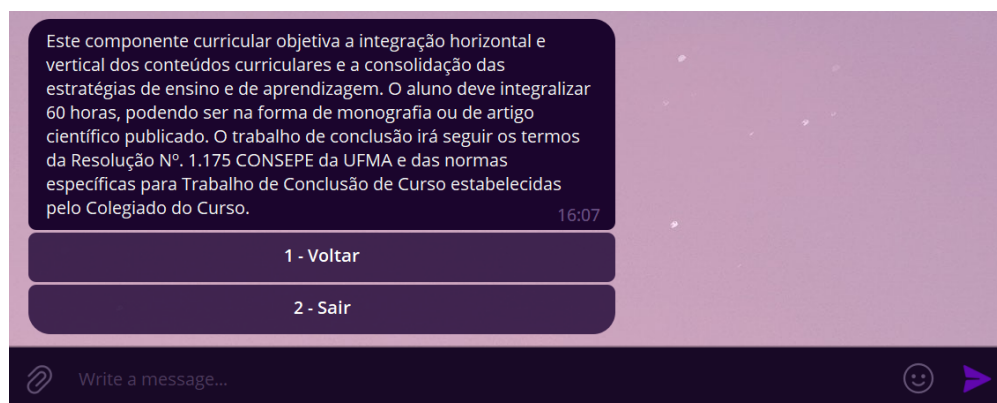 Este componente curricular objetiva a integração horizontal e
vertical dos conteúdos curriculares e a consolidação das
estratégias de ensino e de aprendizagem. O aluno deve integralizar
60 horas, podendo ser na forma de monografia ou de artigo
científico publicado. O trabalho de conclusão irá seguir os termos
da Resolução Nº. 1.175 CONSEPE da UFMA e das normas
específicas para Trabalho de Conclusão de Curso estabelecidas
pelo Colegiado do Curso.
16:07
1 - Voltar
2 - Sair
Write a message...